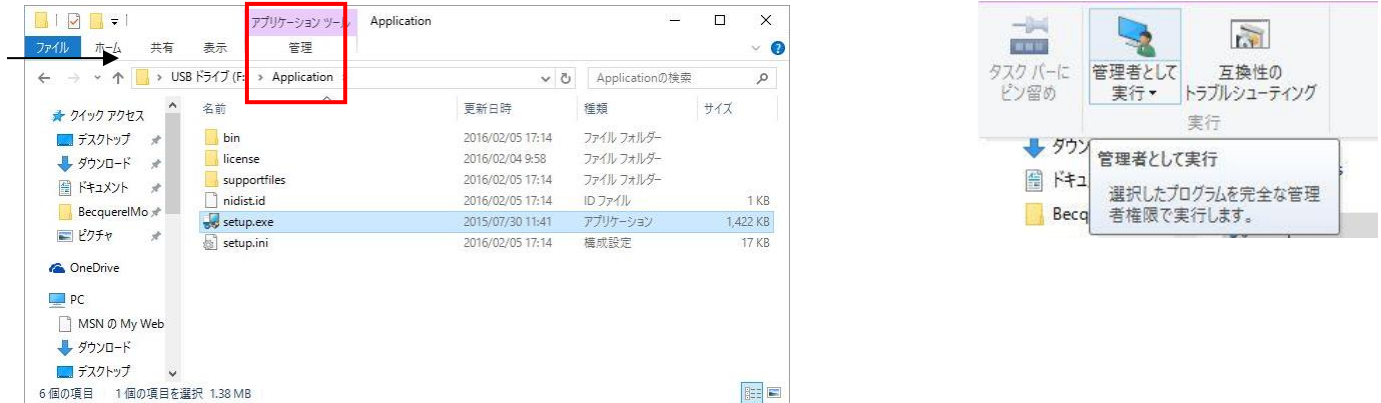 アプリケーション ツール
Application
ファイル ホーム 共有 表示 管理
USB ドライブ (F: > Application
Applicationの検索
クイック アクセス
デスクトップ
ダウンロード
ドキュメント
BecquerelMo
ピクチャ
OneDrive
PC
MSN の My Web
ダウンロード
デスクトップ
名前 更新日時 種類 サイズ
bin 2016/02/05 17:14 ファイル フォルダー
license 2016/02/04 9:58 ファイル フォルダー
supportfiles 2016/02/05 17:14 ファイル フォルダー
nidist.id 2016/02/05 17:14 ID ファイル 1 KB
setup.exe 2015/07/30 11:41 アプリケーション 1,422 KB
setup.ini 2016/02/05 17:14 構成設定 17 KB
6 個の項目 1 個の項目を選択 1.38 MB
タスク バーに
ピン留め
管理者として
実行
互換性の
トラブルシューティング
実行
ダウン
ドキュ
Becq
管理者として実行
選択したプログラムを完全な管理
者権限で実行します。